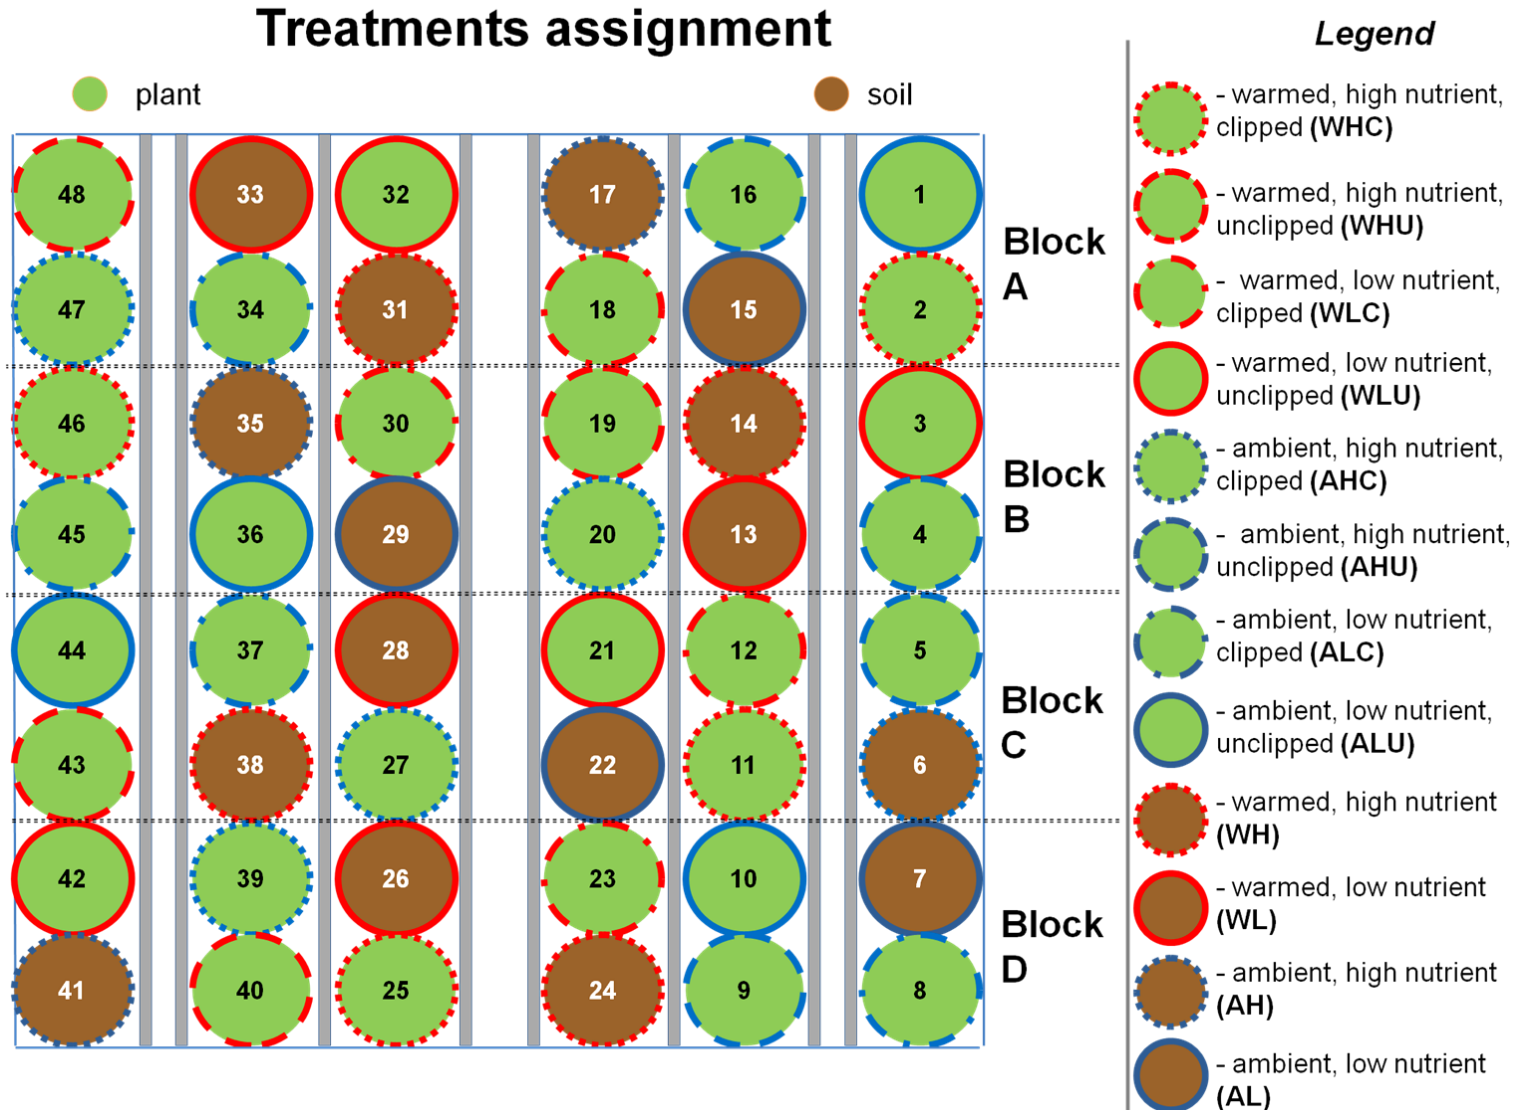 Treatments assignment
plant
soil
48 33 32 17 16 1
47 34 31 18 15 2
Block
A
46 35 30 19 14 3
45 36 29 20 13 4
Block
B
44 37 28 21 12 5
43 38 27 22 11 6
Block
C
42 39 26 23 10 7
41 40 25 24 9 8
Block
D
Legend
- warmed, high nutrient,
clipped (WHC)
- warmed, high nutrient,
unclipped (WHU)
- warmed, low nutrient,
clipped (WLC)
- warmed, low nutrient,
unclipped (WLU)
- ambient, high nutrient,
clipped (AHC)
- ambient, high nutrient,
unclipped (AHU)
- ambient, low nutrient,
clipped (ALC)
- ambient, low nutrient,
unclipped (ALU)
- warmed, high nutrient
(WH)
- warmed, low nutrient
(WL)
- ambient, high nutrient
(AH)
- ambient, low nutrient
(AL)